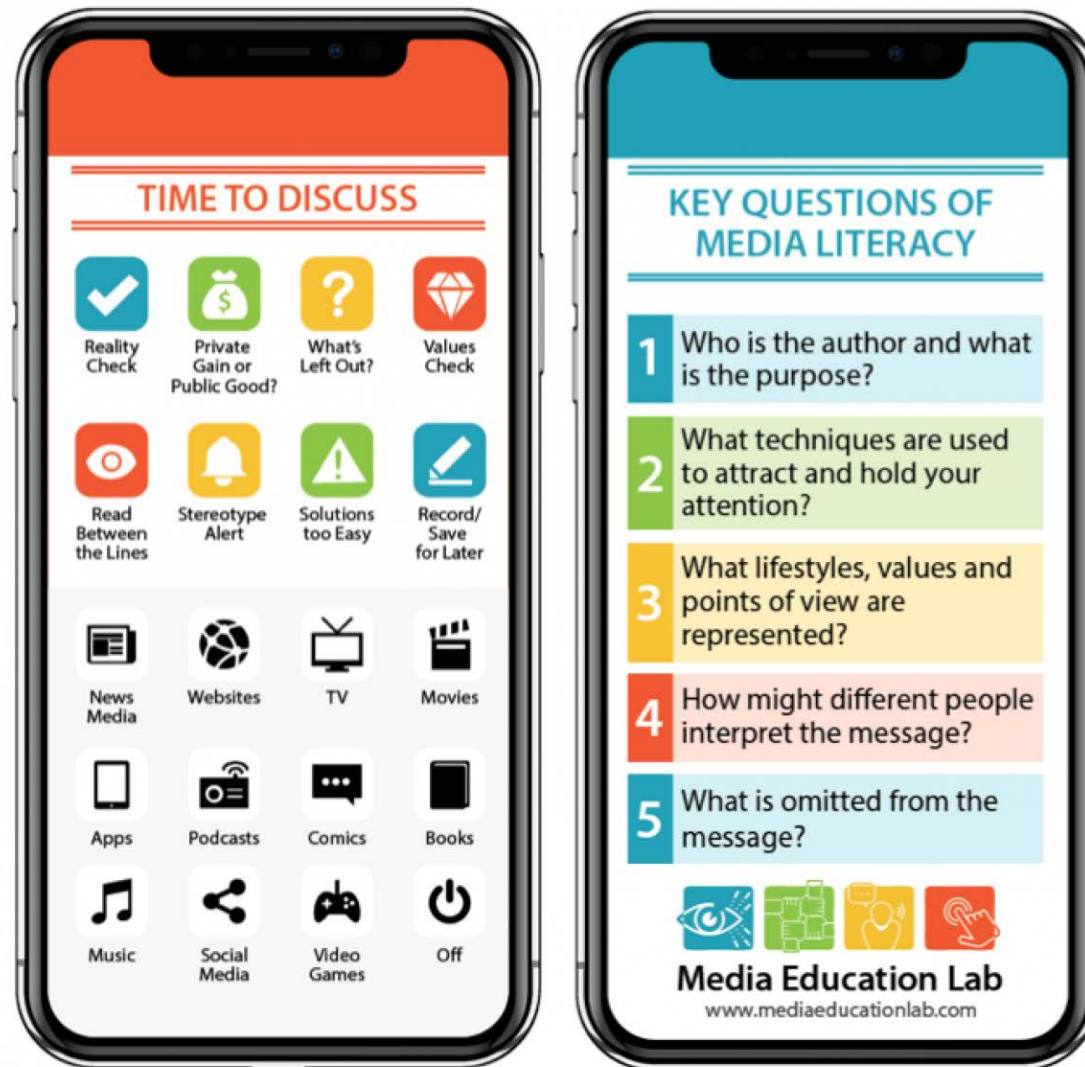 TIME TO DISCUSS
Reality
Check
Private
Gain or
Public Good?
What's
Left Out?
Values
Check
Read
Between
the Lines
Stereotype
Alert
Solutions
too Easy
Record/
Save
for Later
News
Media
Websites
TV
Movies
Apps
Podcasts
Comics
Books
Music
Social
Media
Video
Games
Off
KEY QUESTIONS OF
MEDIA LITERACY
1 Who is the author and what
is the purpose?
2 What techniques are used
to attract and hold your
attention?
3 What lifestyles, values and
points of view are
represented?
4 How might different people
interpret the message?
5 What is omitted from the
message?
Media Education Lab
www.mediaeducationlab.com